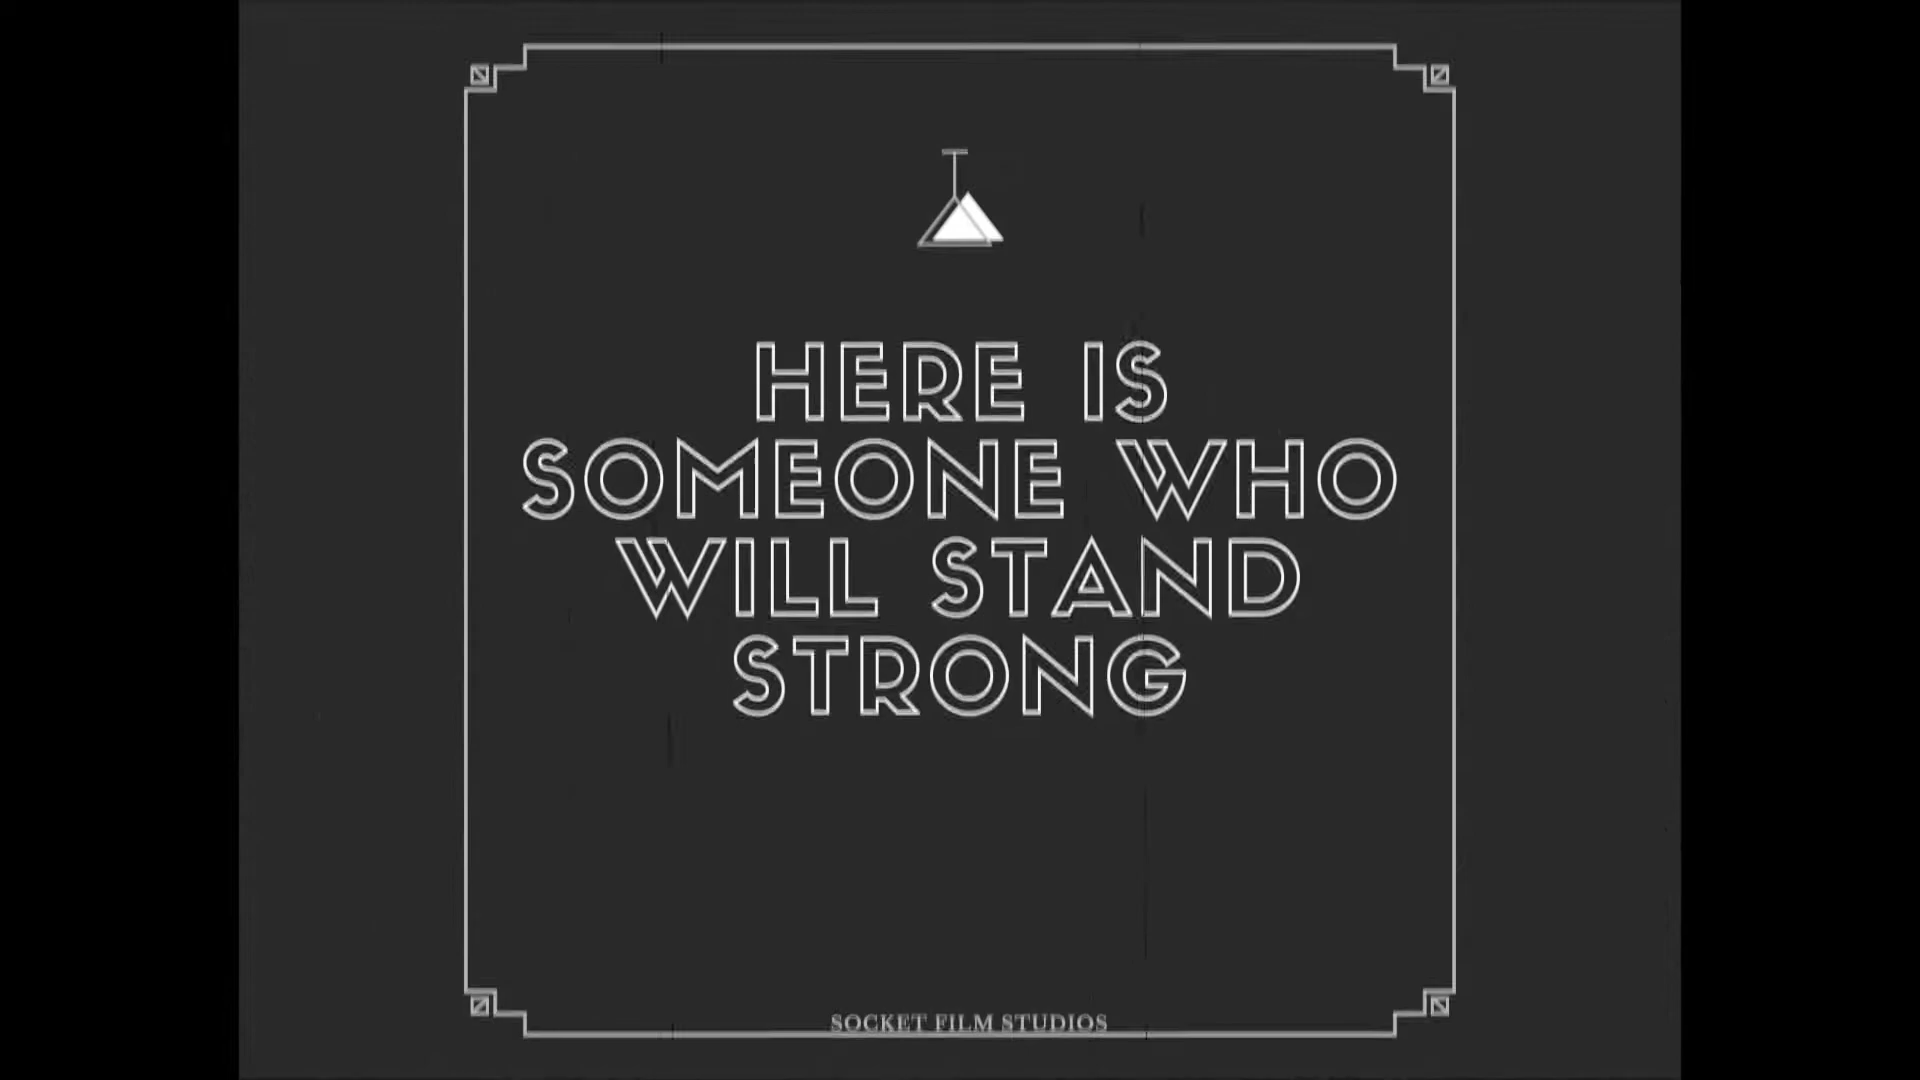 HERE IS
SOMEONE WHO
WILL STAND
STRONG
SOCKET FILM STUDIOS